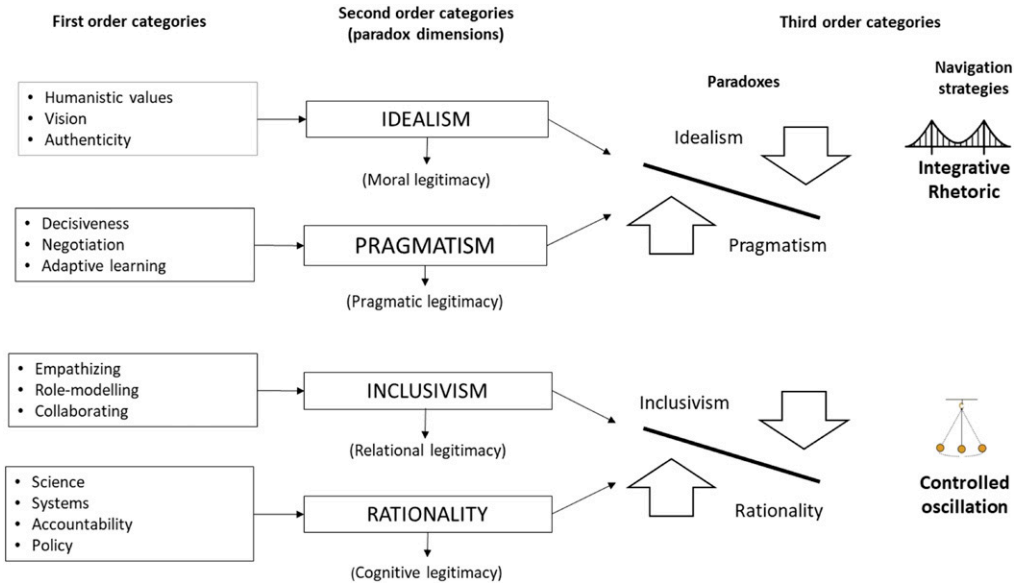 First order categories
Second order categories
(paradox dimensions)
Third order categories
Paradoxes
Navigation
strategies
• Humanistic values
• Vision
• Authenticity
IDEALISM
(Moral legitimacy)
Idealism
Integrative
Rhetoric
• Decisiveness
• Negotiation
• Adaptive learning
PRAGMATISM
(Pragmatic legitimacy)
Pragmatism
• Empathizing
• Role-modelling
• Collaborating
INCLUSIVISM
(Relational legitimacy)
Inclusivism
• Science
• Systems
• Accountability
• Policy
RATIONALITY
(Cognitive legitimacy)
Rationality
Controlled
oscillation